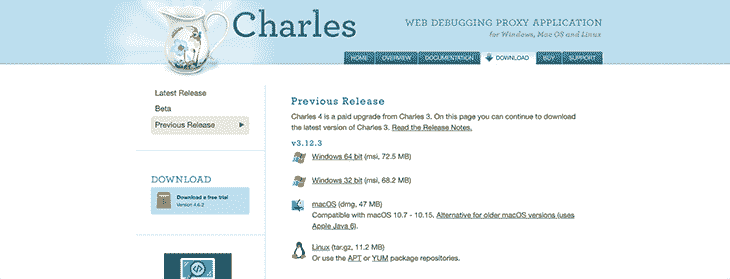 Charles
WEB DEBUGGING PROXY APPLICATION
for Windows, Mac OS and Linux
HOME OVERVIEW DOCUMENTATION DOWNLOAD BUY SUPPORT
Latest Release
Beta
Previous Release
DOWNLOAD
Download a free trial
Version 4.6.2
Previous Release
Charles 4 is a paid upgrade from Charles 3. On this page you can continue to download
the latest version of Charles 3. Read the Release Notes.
v3.12.3
Windows 64 bit (msi, 72.5 MB)
Windows 32 bit (msi, 68.2 MB)
macOS (dmg, 47 MB)
Compatible with macOS 10.7 - 10.15. Alternative for older macOS versions (uses
Apple Java 6).
Linux (tar.gz, 11.2 MB)
Or use the APT or YUM package repositories.